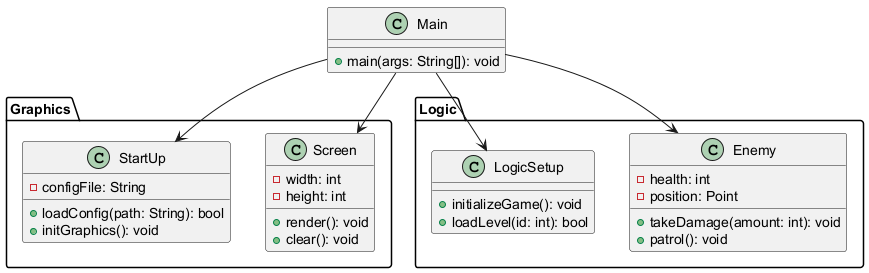 C Main
main(args: String[]): void
Graphics
Logic
C StartUp
configFile: String
loadConfig(path: String): bool
initGraphics(): void
C Screen
width: int
height: int
render(): void
clear(): void
C LogicSetup
initializeGame(): void
loadLevel(id: int): bool
C Enemy
health: int
position: Point
takeDamage(amount: int): void
patrol(): void